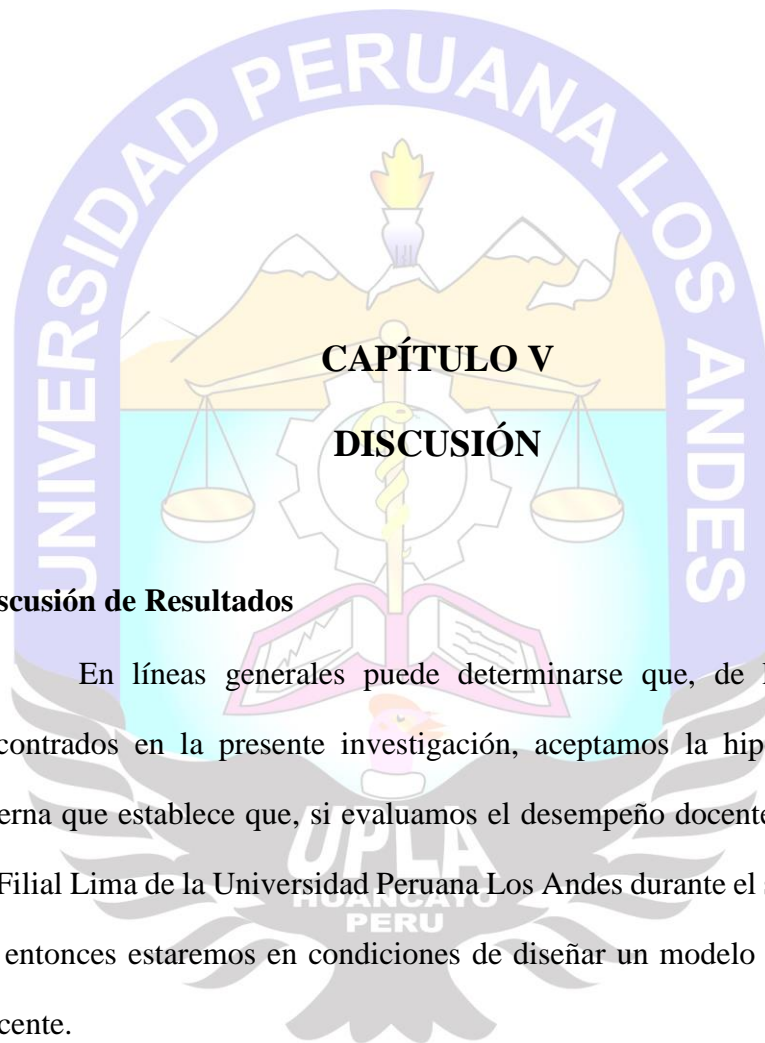 UNIVERSIDAD PERUANA LOS ANDES
CAPÍTULO V
DISCUSIÓN
scusión de Resultados
En líneas generales puede determinarse que, de l
contrados en la presente investigación, aceptamos la hip
erna que establece que, si evaluamos el desempeño docente
Filial Lima de la Universidad Peruana Los Andes durante el s
entonces estaremos en condiciones de diseñar un modelo
cente.
UPLA
HUANCAYO
PERU